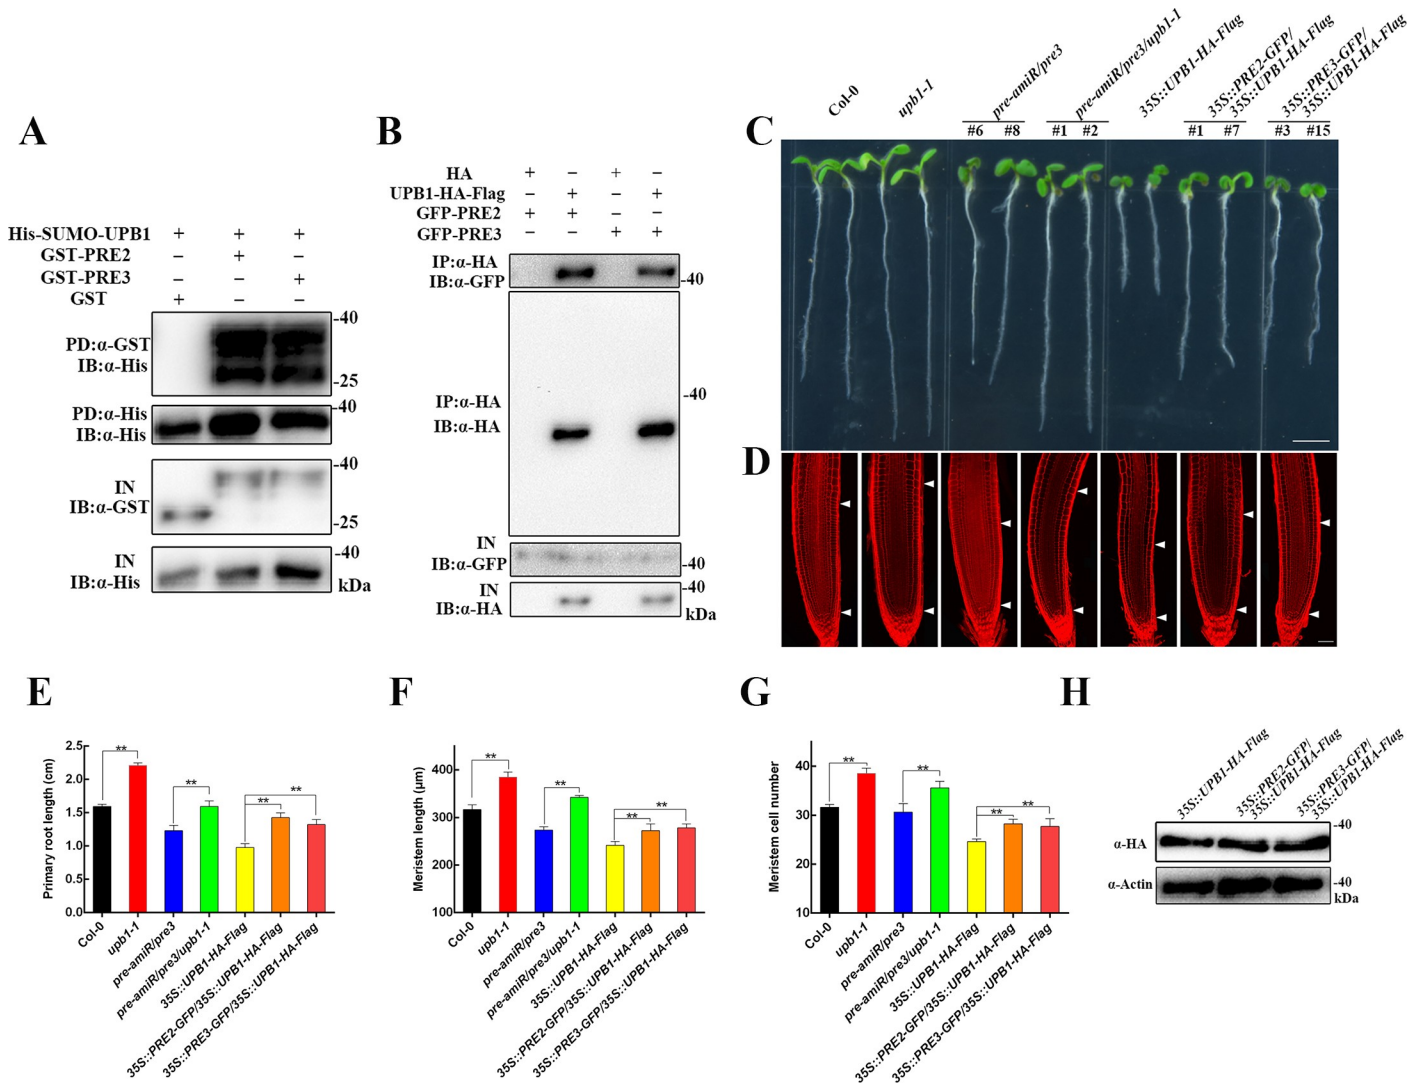 A
His-SUMO-UPB1 + + +
GST-PRE2 – + –
GST-PRE3 – – +
GST + – –
PD:α-GST
IB:α-His
-40
-25
PD:α-His
IB:α-His
-40
IN
IB:α-GST
-40
-25
IN
IB:α-His
-40
kDa
B
HA + – + –
UPB1-HA-Flag – + – +
GFP-PRE2 + + – –
GFP-PRE3 – – + +
IP:α-HA
IB:α-GFP
-40
IP:α-HA
IB:α-HA
-40
IN
IB:α-GFP
-40
IN
IB:α-HA
-40
kDa
C
Col-0
upb1-1
pre-amiR/pre3
#6 #8
pre-amiR/pre3/upb1-1
#1 #2
35S::UPB1-HA-Flag
35S::PRE2-GFP/
35S::UPB1-HA-Flag
#1 #7
35S::PRE3-GFP/
35S::UPB1-HA-Flag
#3 #15
D
E
Primary root length (cm)
2.5
2.0
1.5
1.0
0.5
0.0
**
**
**
**
Col-0
upb1-1
pre-amiR/pre3
pre-amiR/pre3/upb1-1
35S::UPB1-HA-Flag
35S::PRE2-GFP/35S::UPB1-HA-Flag
35S::PRE3-GFP/35S::UPB1-HA-Flag
F
Meristem length (μm)
400
300
200
100
**
**
**
**
Col-0
upb1-1
pre-amiR/pre3
pre-amiR/pre3/upb1-1
35S::UPB1-HA-Flag
35S::PRE2-GFP/35S::UPB1-HA-Flag
35S::PRE3-GFP/35S::UPB1-HA-Flag
G
Meristem cell number
40
30
20
10
**
**
**
**
Col-0
upb1-1
pre-amiR/pre3
pre-amiR/pre3/upb1-1
35S::UPB1-HA-Flag
35S::PRE2-GFP/35S::UPB1-HA-Flag
35S::PRE3-GFP/35S::UPB1-HA-Flag
H
35S::UPB1-HA-Flag
35S::PRE2-GFP/
35S::UPB1-HA-Flag
35S::PRE3-GFP/
35S::UPB1-HA-Flag
α-HA
-40
α-Actin
-40
kDa